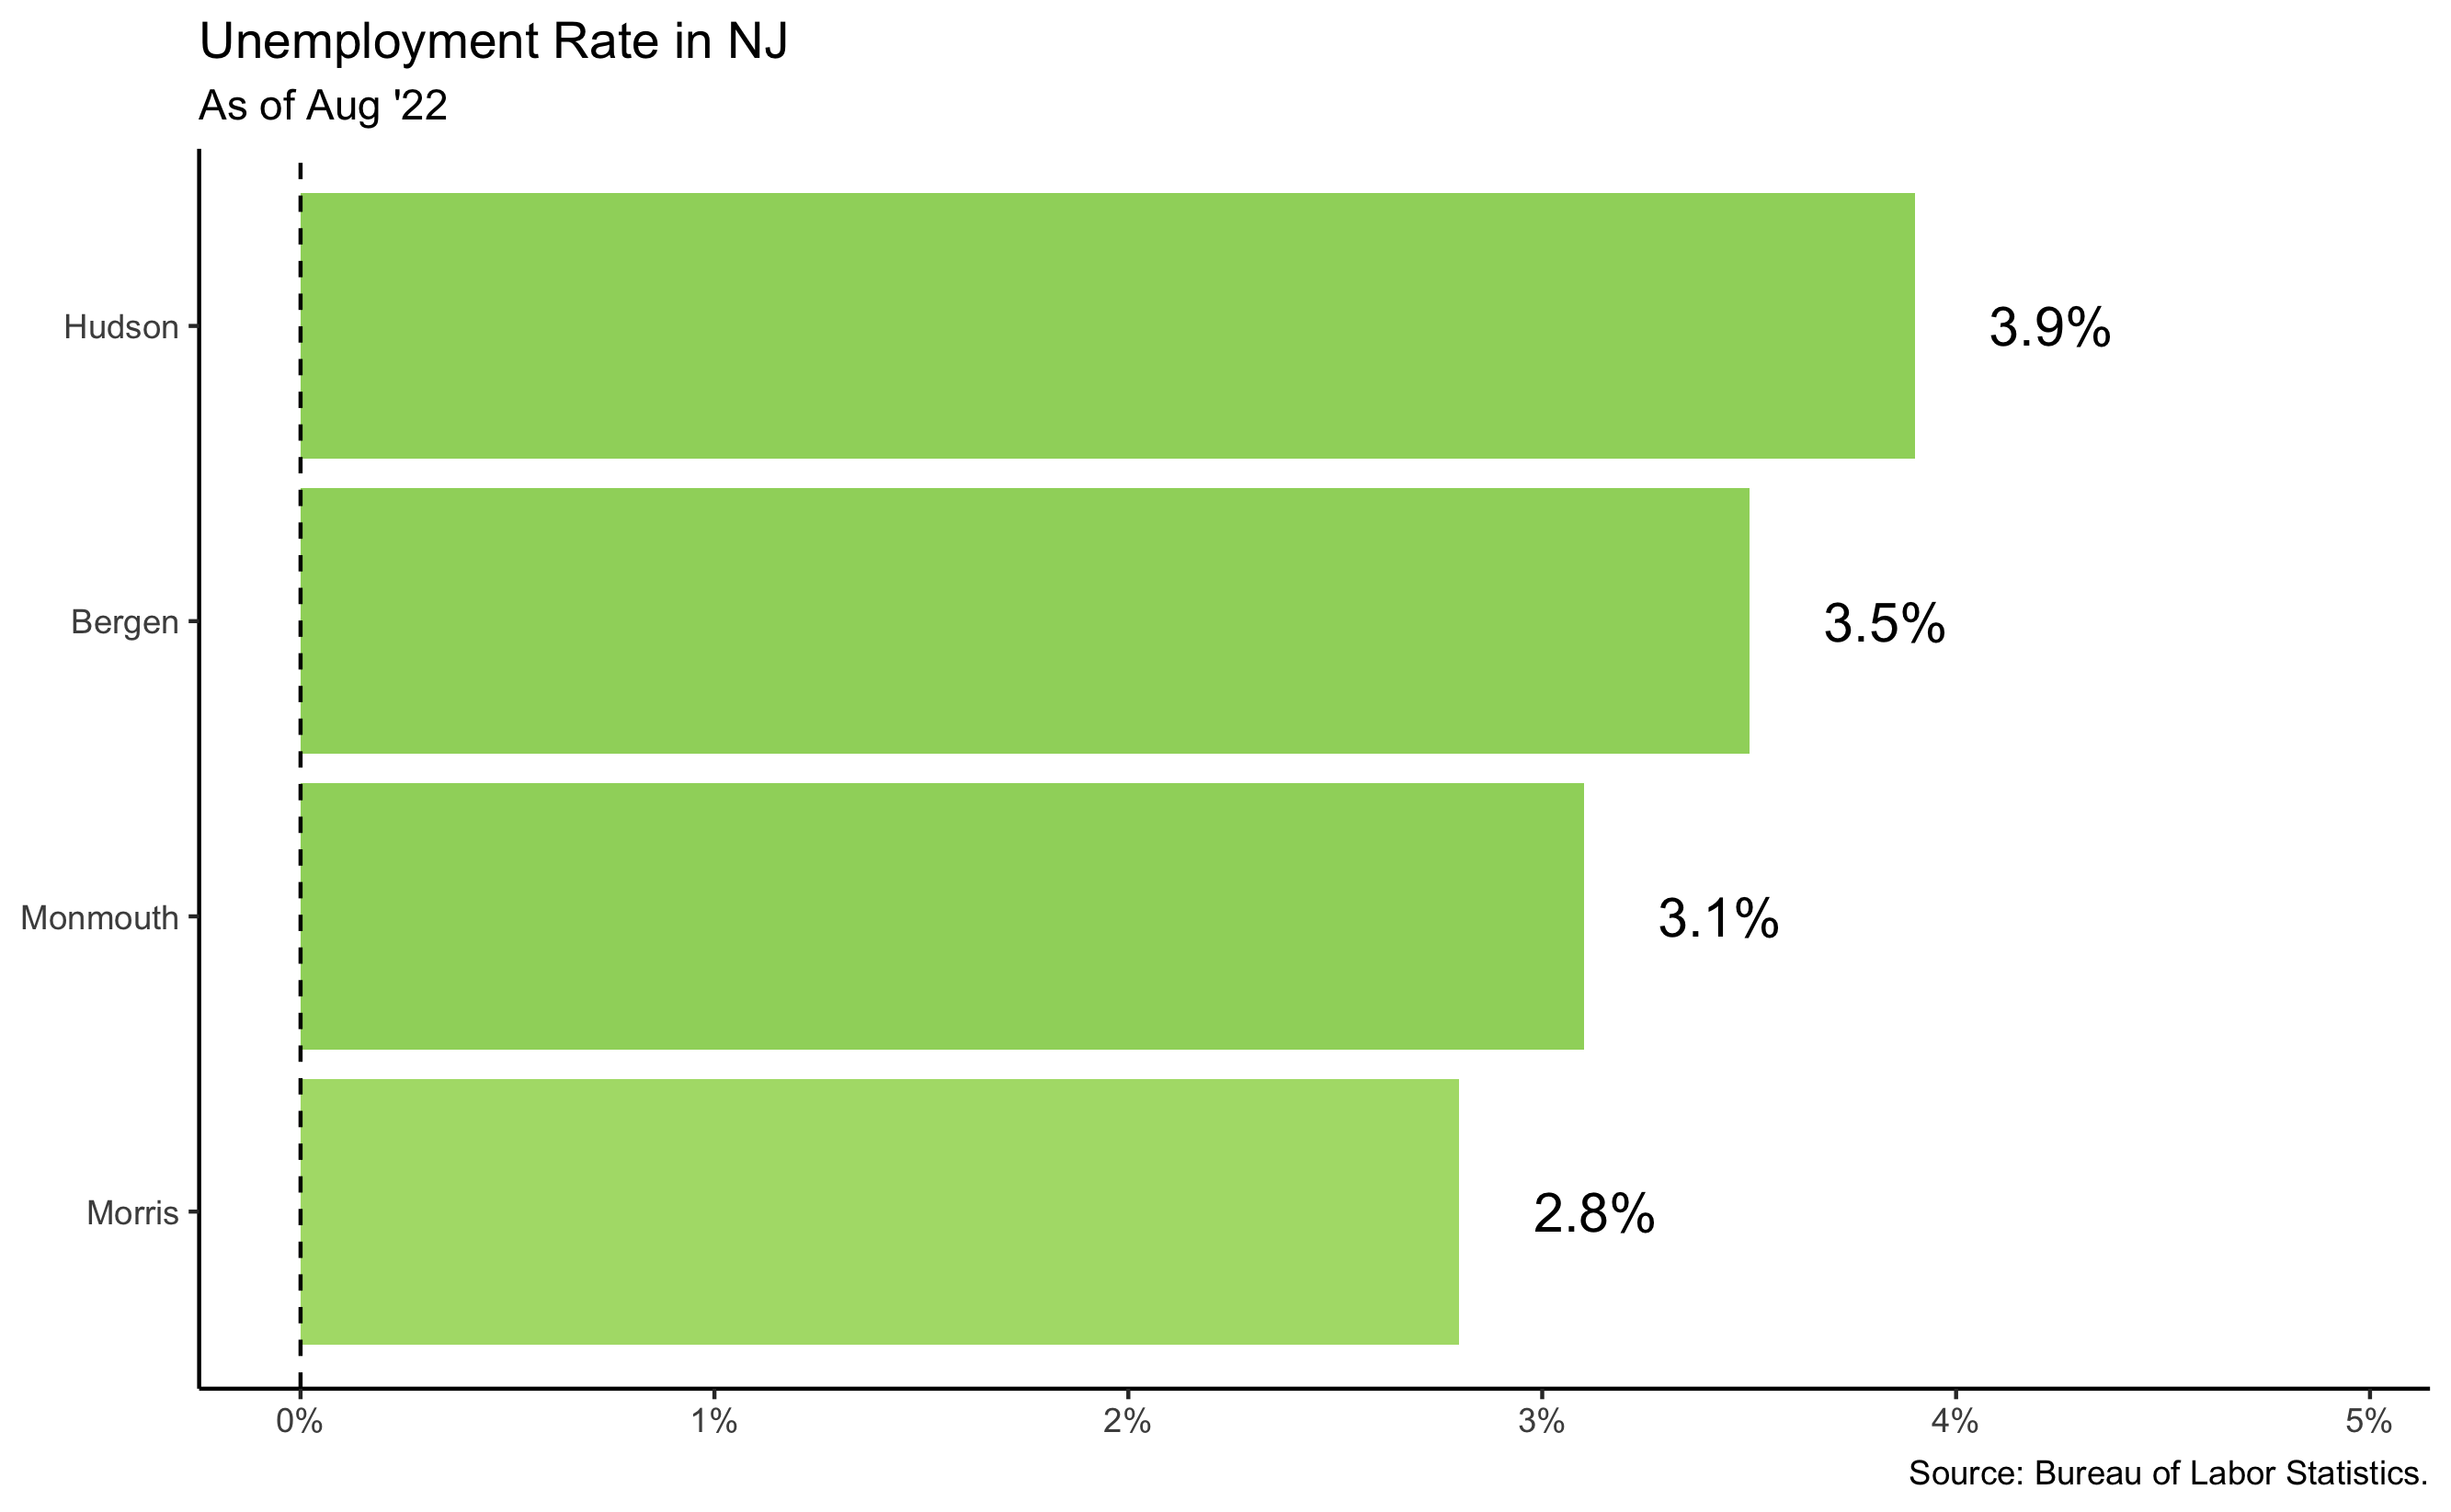 Unemployment Rate in NJ
As of Aug '22
Hudson
3.9%
Bergen
3.5%
Monmouth
3.1%
Morris
2.8%
0% 1% 2% 3% 4% 5%
Source: Bureau of Labor Statistics.